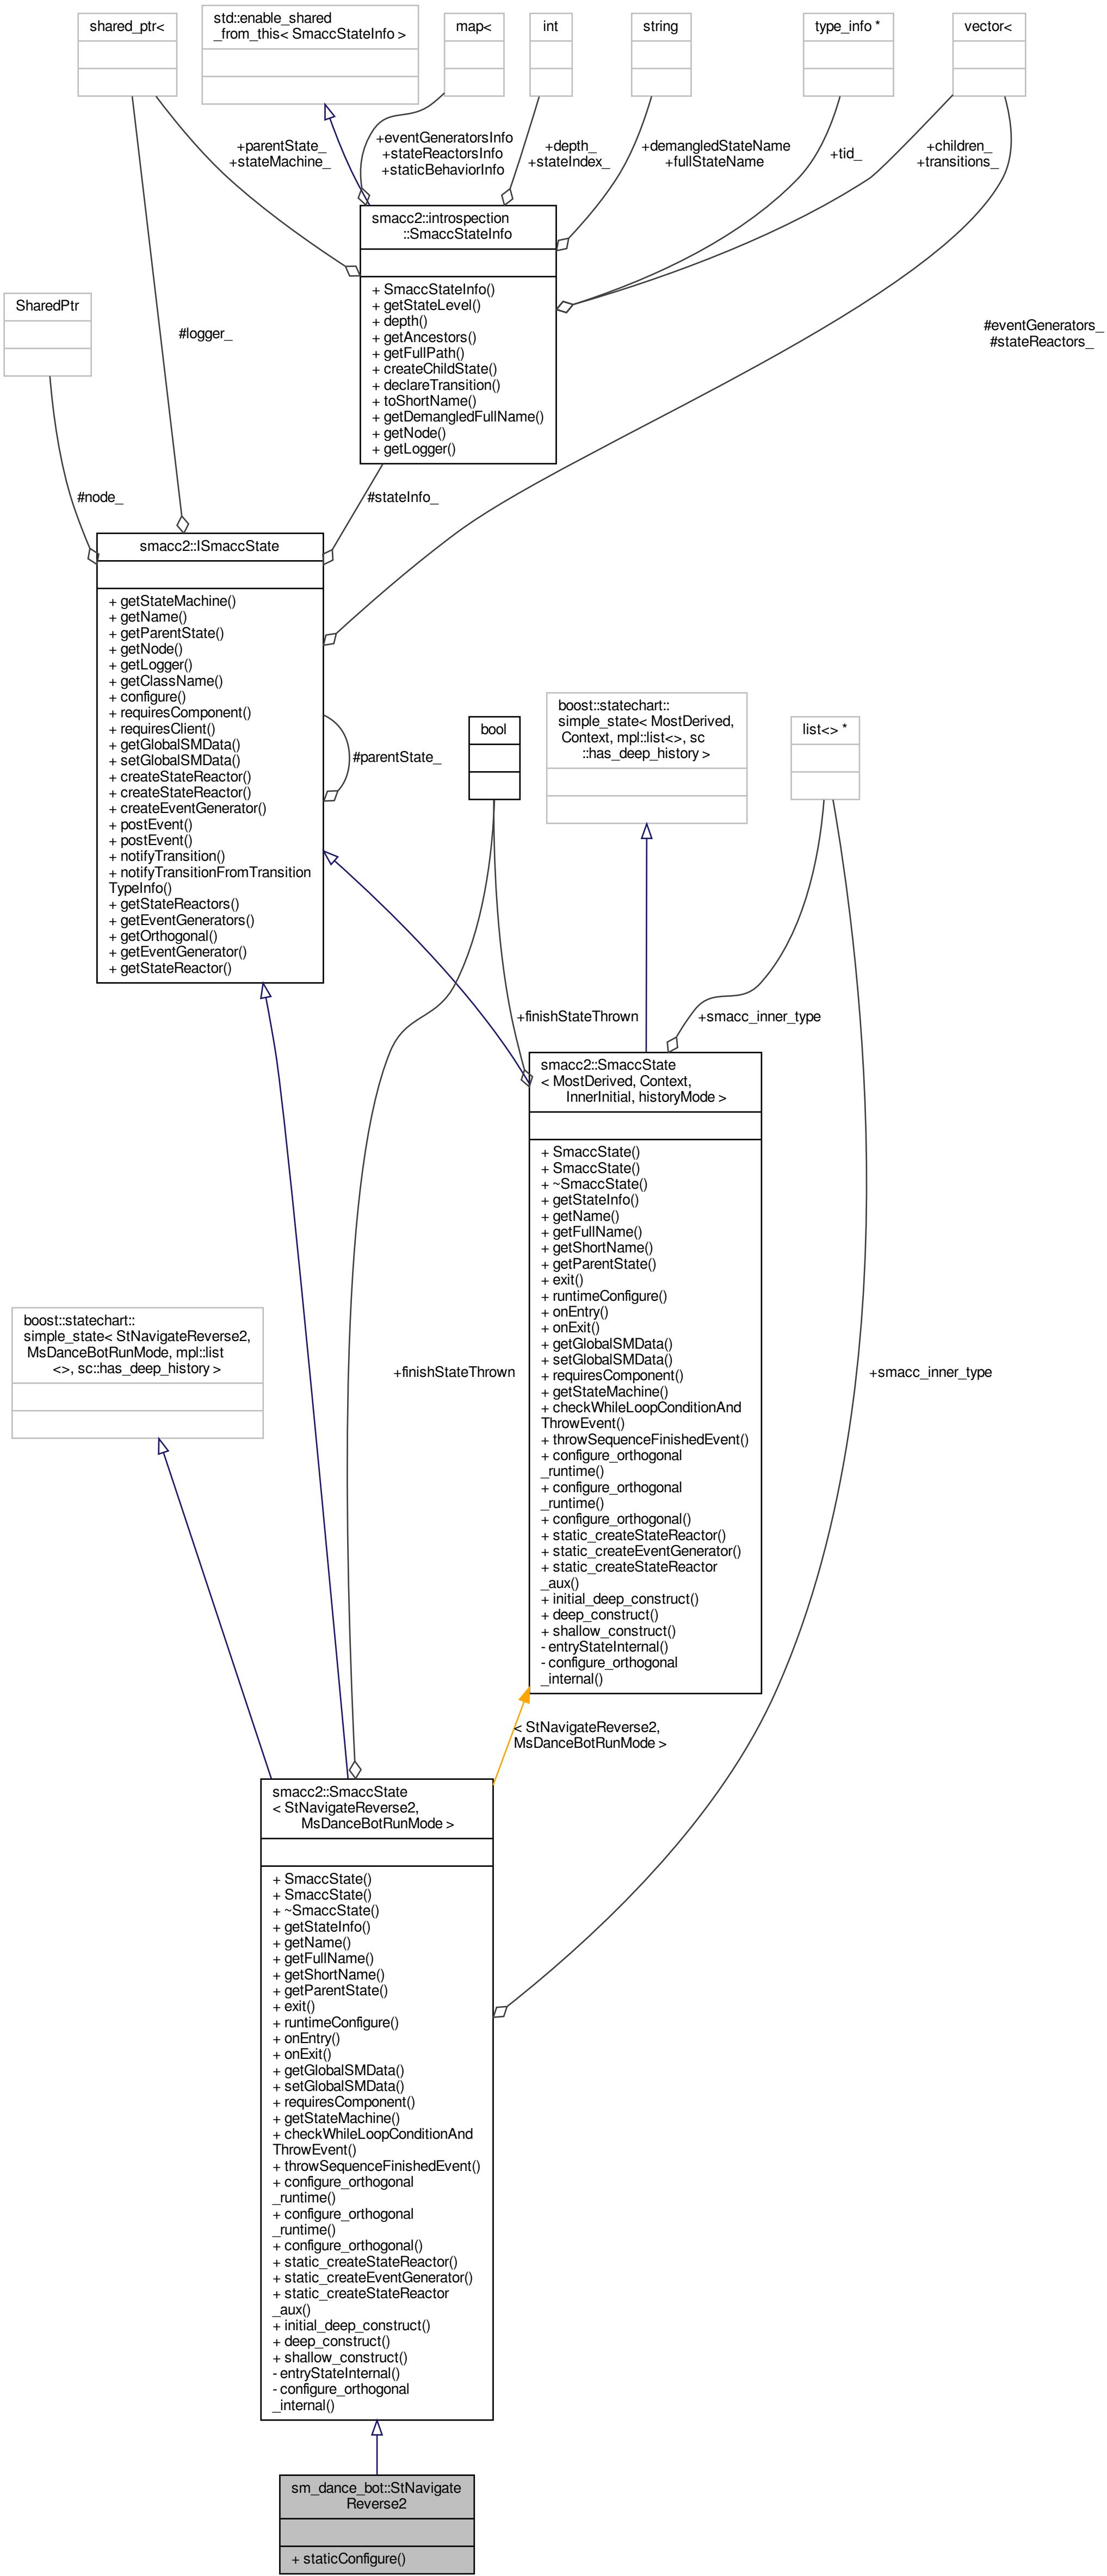 shared_ptr<
std::enable_shared
_from_this< SmaccStateInfo >
map<
int
string
type_info *
vector<
+parentState_
+stateMachine_
+eventGeneratorsInfo
+stateReactorsInfo
+staticBehaviorInfo
+depth_
+stateIndex_
+demangledStateName
+fullStateName
+tid_
+children_
+transitions_
smacc2::introspection
::SmaccStateInfo
+ SmaccStateInfo()
+ getStateLevel()
+ depth()
+ getAncestors()
+ getFullPath()
+ createChildState()
+ declareTransition()
+ toShortName()
+ getDemangledFullName()
+ getNode()
+ getLogger()
SharedPtr
#logger_
#eventGenerators_
#stateReactors_
#node_
#stateInfo_
smacc2::ISmaccState
+ getStateMachine()
+ getName()
+ getParentState()
+ getNode()
+ getLogger()
+ getClassName()
+ configure()
+ requiresComponent()
+ requiresClient()
+ getGlobalSMData()
+ setGlobalSMData()
+ createStateReactor()
+ createStateReactor()
+ createEventGenerator()
+ postEvent()
+ postEvent()
+ notifyTransition()
+ notifyTransitionFromTransition
TypeInfo()
+ getStateReactors()
+ getEventGenerators()
+ getOrthogonal()
+ getEventGenerator()
+ getStateReactor()
#parentState_
bool
boost::statechart::
simple_state< MostDerived,
Context, mpl::list<>, sc
::has_deep_history >
list<> *
+finishStateThrown
+smacc_inner_type
smacc2::SmaccState
< MostDerived, Context,
InnerInitial, historyMode >
+ SmaccState()
+ SmaccState()
+ ~SmaccState()
+ getStateInfo()
+ getName()
+ getFullName()
+ getShortName()
+ getParentState()
+ exit()
+ runtimeConfigure()
+ onEntry()
+ onExit()
+ getGlobalSMData()
+ setGlobalSMData()
+ requiresComponent()
+ getStateMachine()
+ checkWhileLoopConditionAnd
ThrowEvent()
+ throwSequenceFinishedEvent()
+ configure_orthogonal
_runtime()
+ configure_orthogonal
_runtime()
+ configure_orthogonal()
+ static_createStateReactor()
+ static_createEventGenerator()
+ static_createStateReactor
_aux()
+ initial_deep_construct()
+ deep_construct()
+ shallow_construct()
- entryStateInternal()
- configure_orthogonal
_internal()
boost::statechart::
simple_state< StNavigateReverse2,
MsDanceBotRunMode, mpl::list
<>, sc::has_deep_history >
+finishStateThrown
+smacc_inner_type
< StNavigateReverse2,
MsDanceBotRunMode >
smacc2::SmaccState
< StNavigateReverse2,
MsDanceBotRunMode >
+ SmaccState()
+ SmaccState()
+ ~SmaccState()
+ getStateInfo()
+ getName()
+ getFullName()
+ getShortName()
+ getParentState()
+ exit()
+ runtimeConfigure()
+ onEntry()
+ onExit()
+ getGlobalSMData()
+ setGlobalSMData()
+ requiresComponent()
+ getStateMachine()
+ checkWhileLoopConditionAnd
ThrowEvent()
+ throwSequenceFinishedEvent()
+ configure_orthogonal
_runtime()
+ configure_orthogonal
_runtime()
+ configure_orthogonal()
+ static_createStateReactor()
+ static_createEventGenerator()
+ static_createStateReactor
_aux()
+ initial_deep_construct()
+ deep_construct()
+ shallow_construct()
- entryStateInternal()
- configure_orthogonal
_internal()
sm_dance_bot::StNavigate
Reverse2
+ staticConfigure()